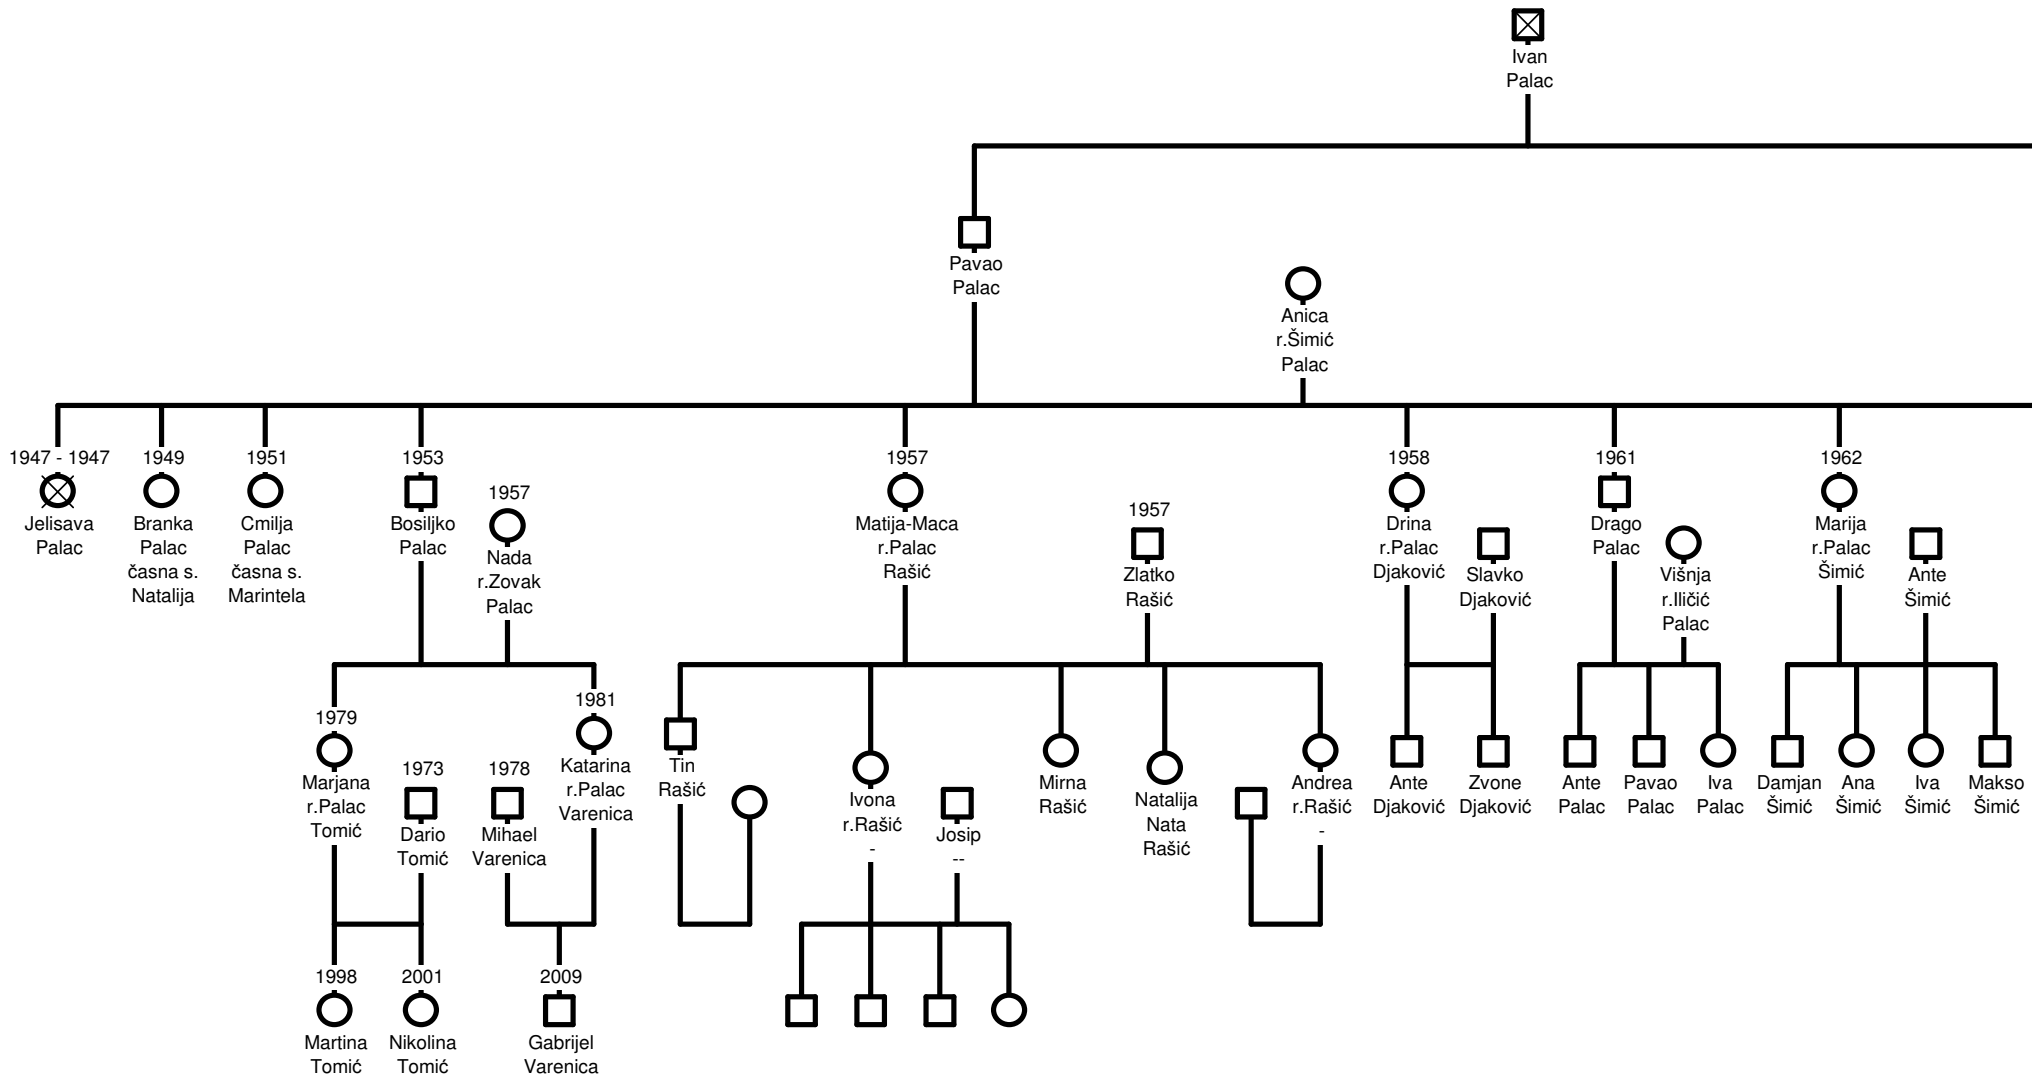 Ivan
Palac
Pavao
Palac
Anica
r.Šimić
Palac
1947 - 1947
Jelisava
Palac
1949
Branka
Palac
časna s.
Natalija
1951
Cmilja
Palac
časna s.
Marintela
1953
Bosiljko
Palac
1957
Nada
r.Zovak
Palac
1957
Matija-Maca
r.Palac
Rašić
1957
Zlatko
Rašić
1958
Drina
r.Palac
Djaković
Slavko
Djaković
1961
Drago
Palac
Višnja
r.Iličić
Palac
1962
Marija
r.Palac
Šimić
Ante
Šimić
1979
Marjana
r.Palac
Tomić
1973
Dario
Tomić
1978
Mihael
Varenica
1981
Katarina
r.Palac
Varenica
Tin
Rašić
Ivona
r.Rašić
-
Josip
--
Mirna
Rašić
Natalija
Nata
Rašić
Andrea
r.Rašić
-
Ante
Djaković
Zvone
Djaković
Ante
Palac
Pavao
Palac
Iva
Palac
Damjan
Šimić
Ana
Šimić
Iva
Šimić
Makso
Šimić
1998
Martina
Tomić
2001
Nikolina
Tomić
2009
Gabrijel
Varenica